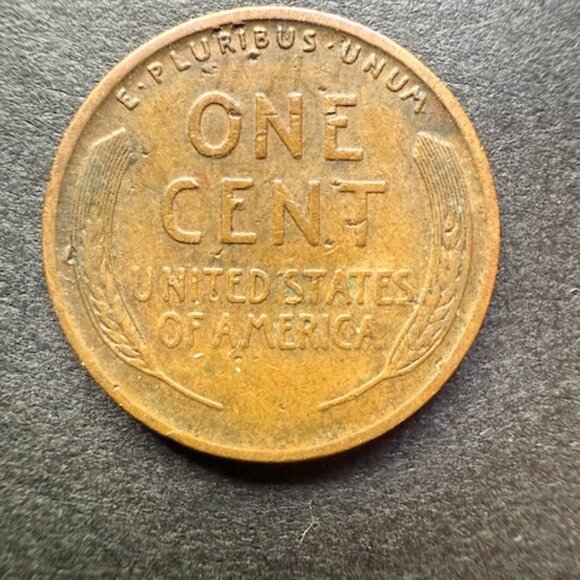 E·PLURIBUS·UNUM
ONE
CENT
UNITED STATES
OF AMERICA